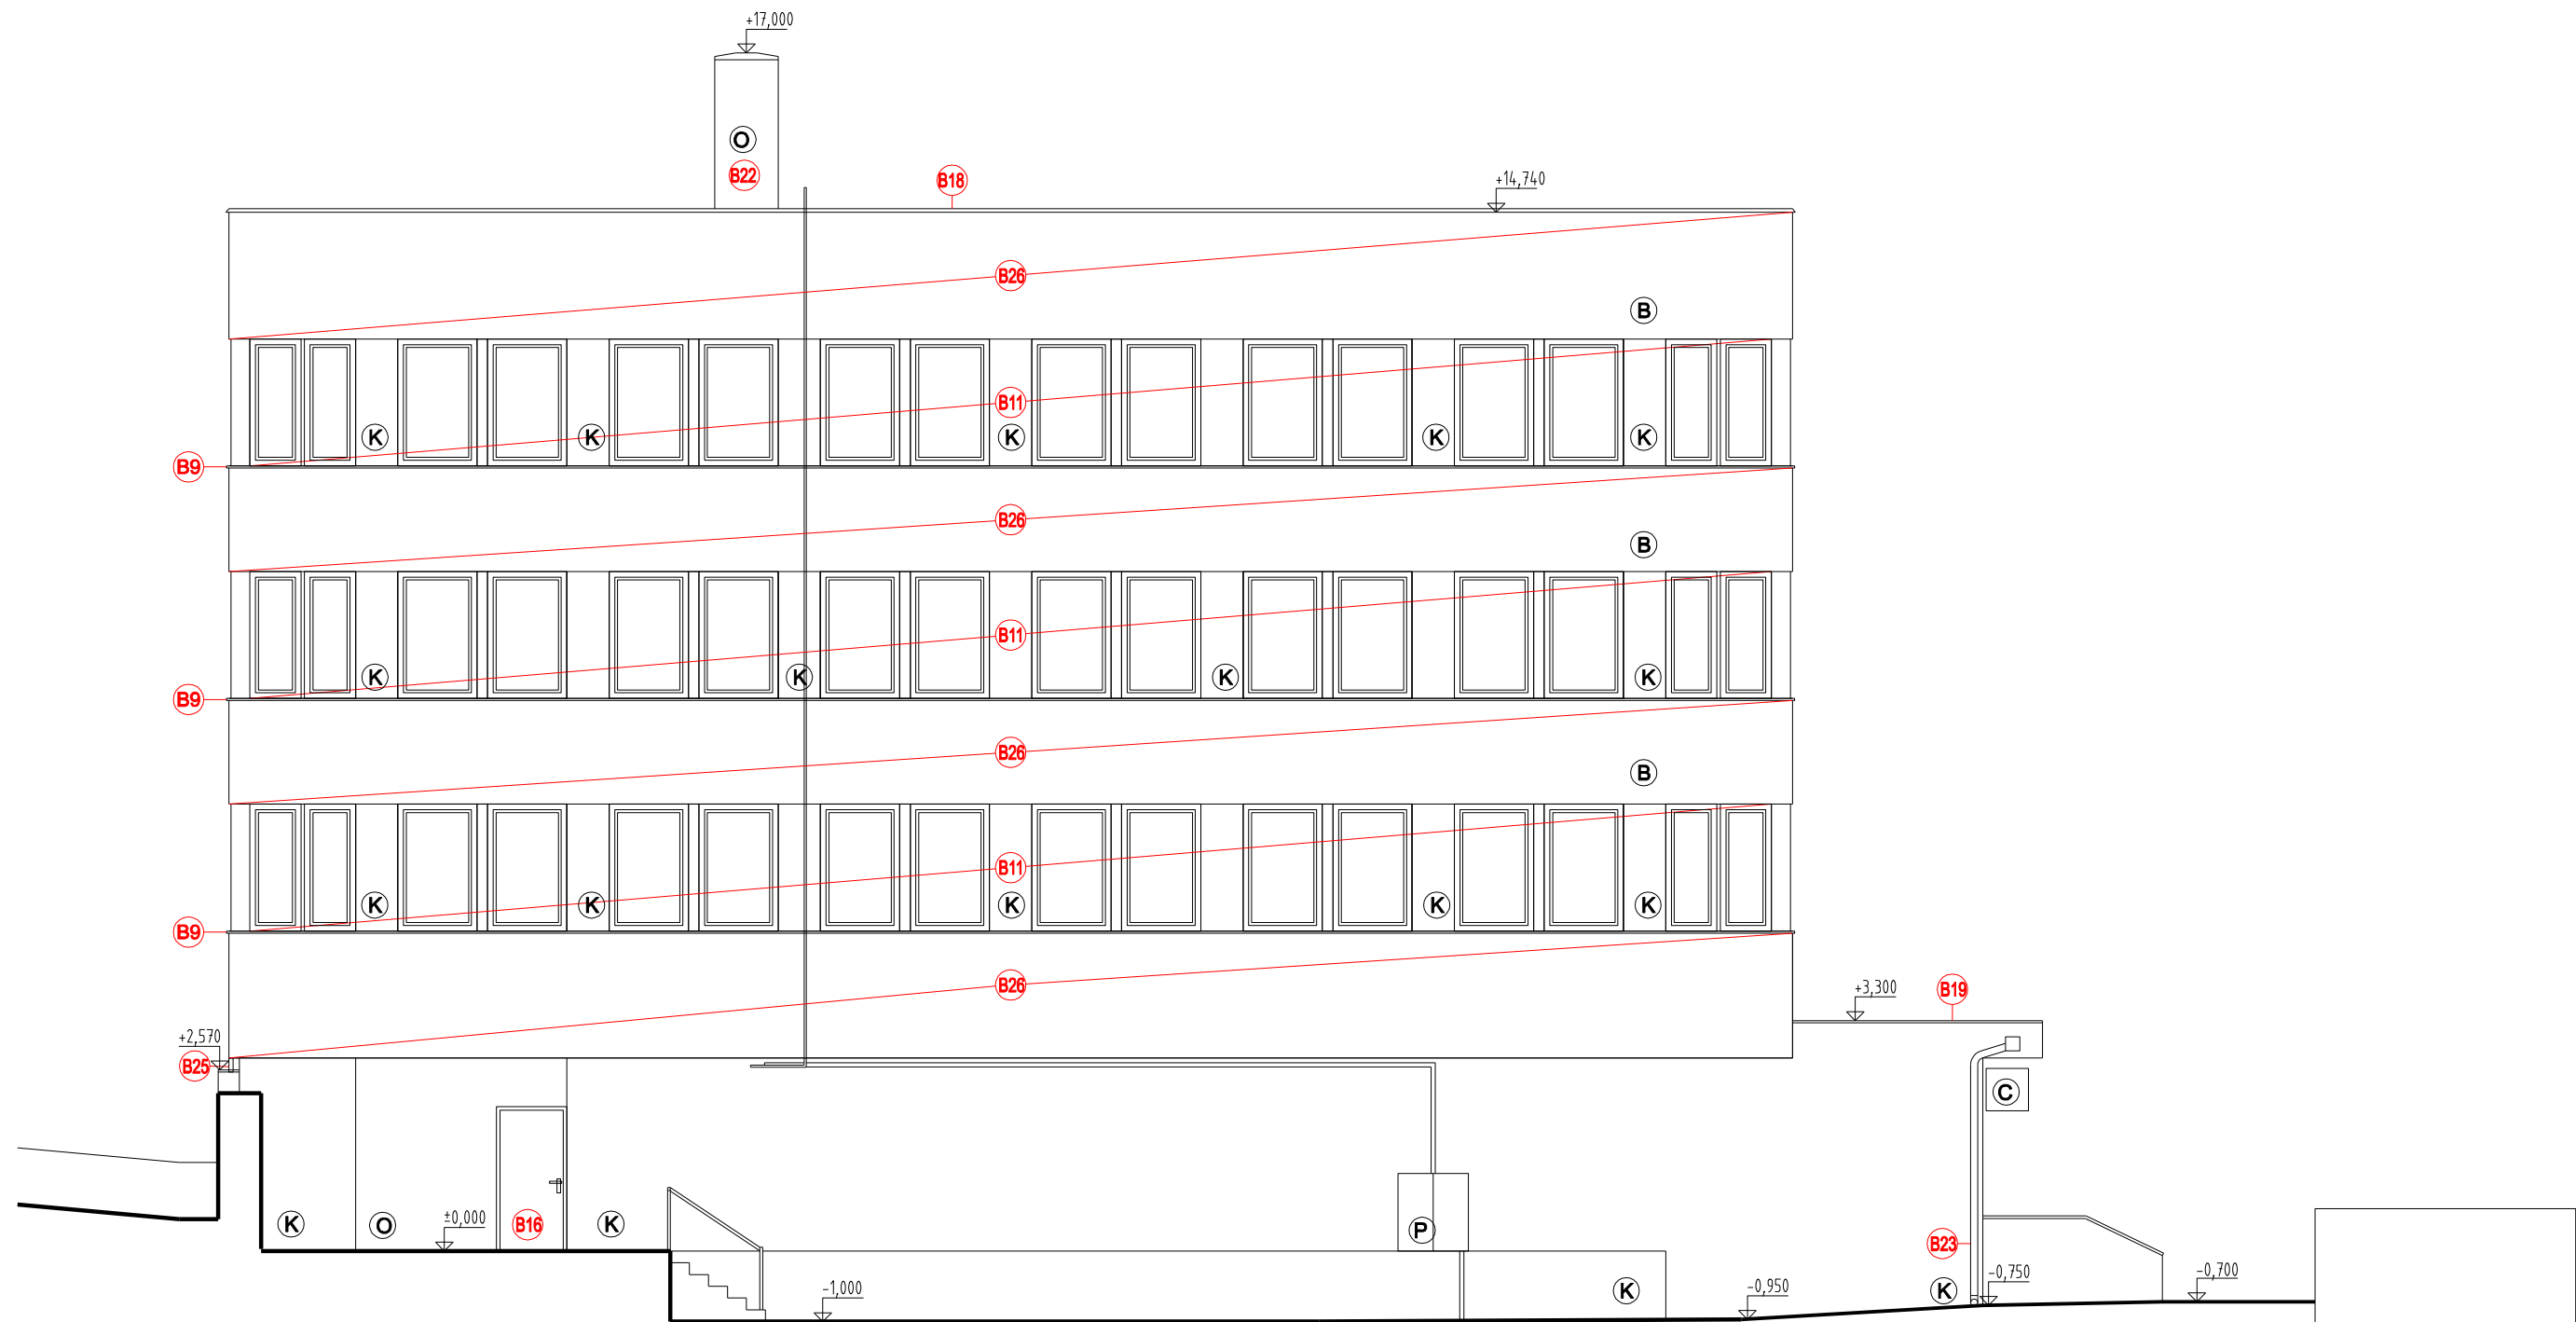 +17,000
O
B22
B18
+14,740
B26
B
B11
K K K K K
B9
B26
B
B11
K K K K
B9
B26
B
B11
K K K K K
B9
B26
+3,300 B19
+2,570
B25
C
K O ±0,000 B16 K P
B23
-1,000 K -0,950 K -0,750 -0,700